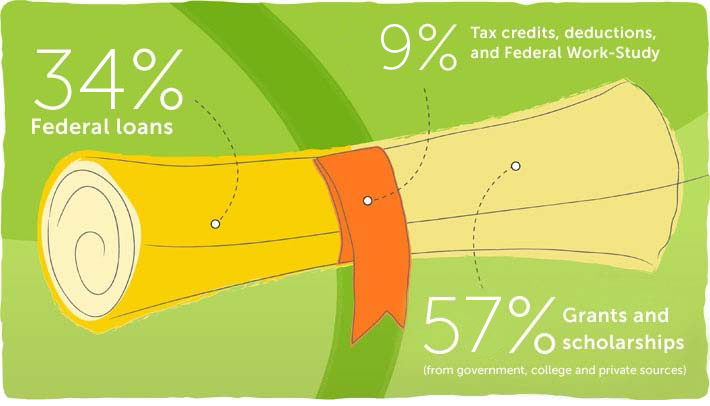 34%
Federal loans
9%
Tax credits, deductions,
and Federal Work-Study
57%
Grants and
scholarships
(from government, college and private sources)